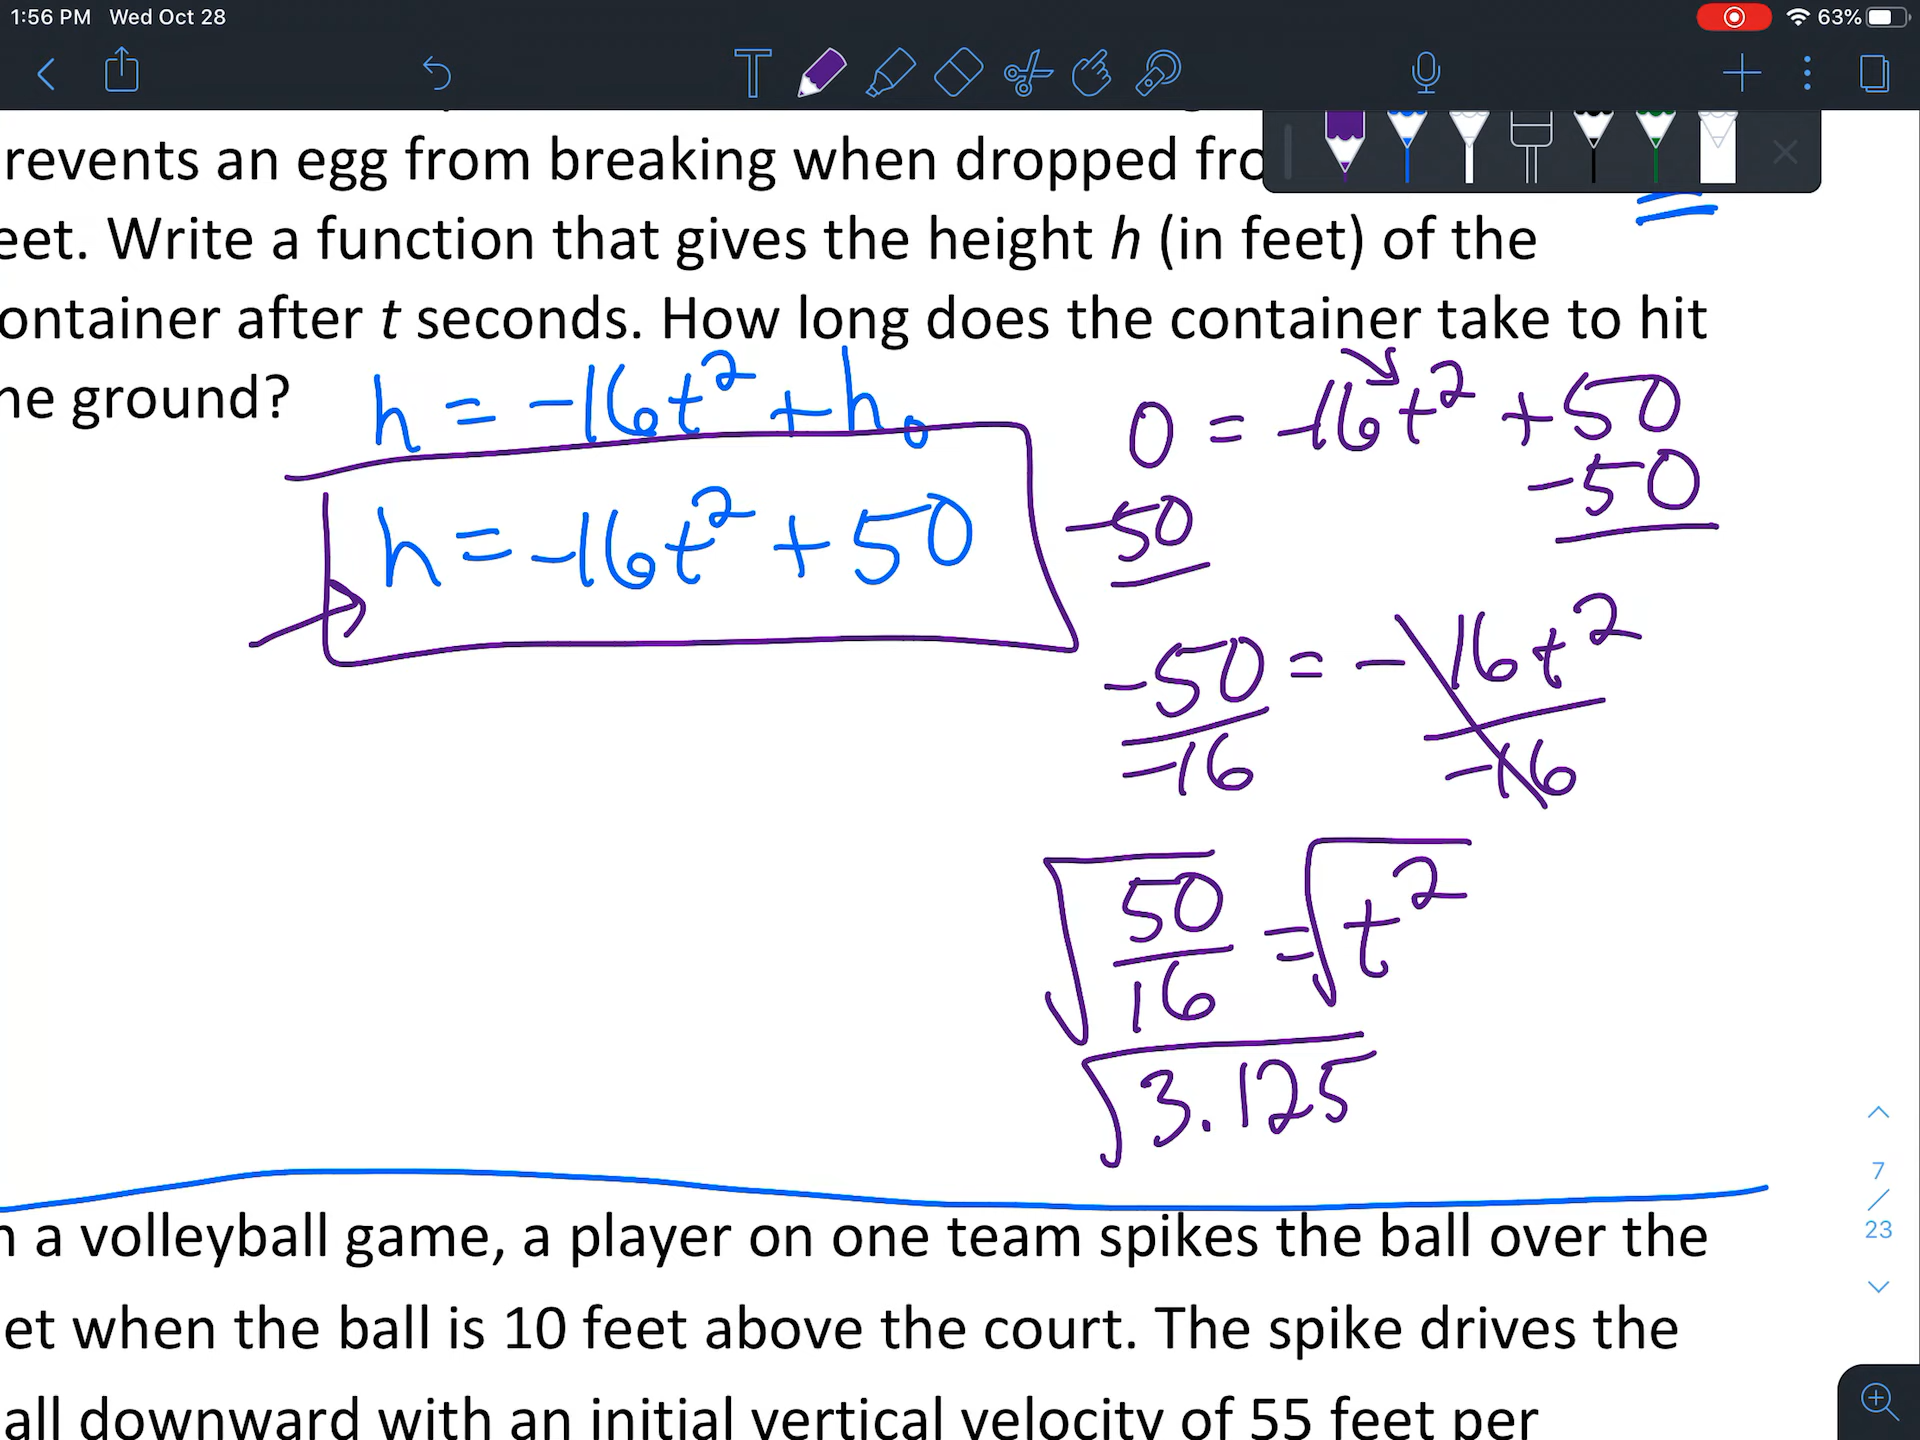 1:56 PM Wed Oct 28
63%
T
revents an egg from breaking when dropped fro
eet. Write a function that gives the height h (in feet) of the
ontainer after t seconds. How long does the container take to hit
he ground?
h = -16t² + h₀
h = -16t² + 50
0 = -16t² + 50
-50 -50
-50 = -16t²
-16 -16
√50/16 = √t²
√3.125
7
/
23
n a volleyball game, a player on one team spikes the ball over the
et when the ball is 10 feet above the court. The spike drives the
all downward with an initial vertical velocity of 55 feet per